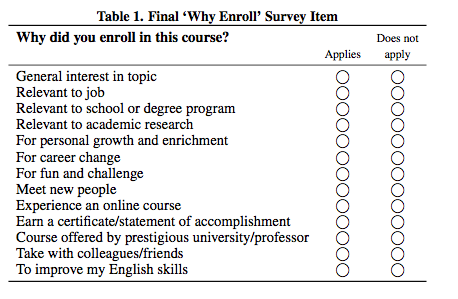 Table 1. Final ‘Why Enroll’ Survey Item
Why did you enroll in this course?
Applies
Does not
apply
General interest in topic
Relevant to job
Relevant to school or degree program
Relevant to academic research
For personal growth and enrichment
For career change
For fun and challenge
Meet new people
Experience an online course
Earn a certificate/statement of accomplishment
Course offered by prestigious university/professor
Take with colleagues/friends
To improve my English skills